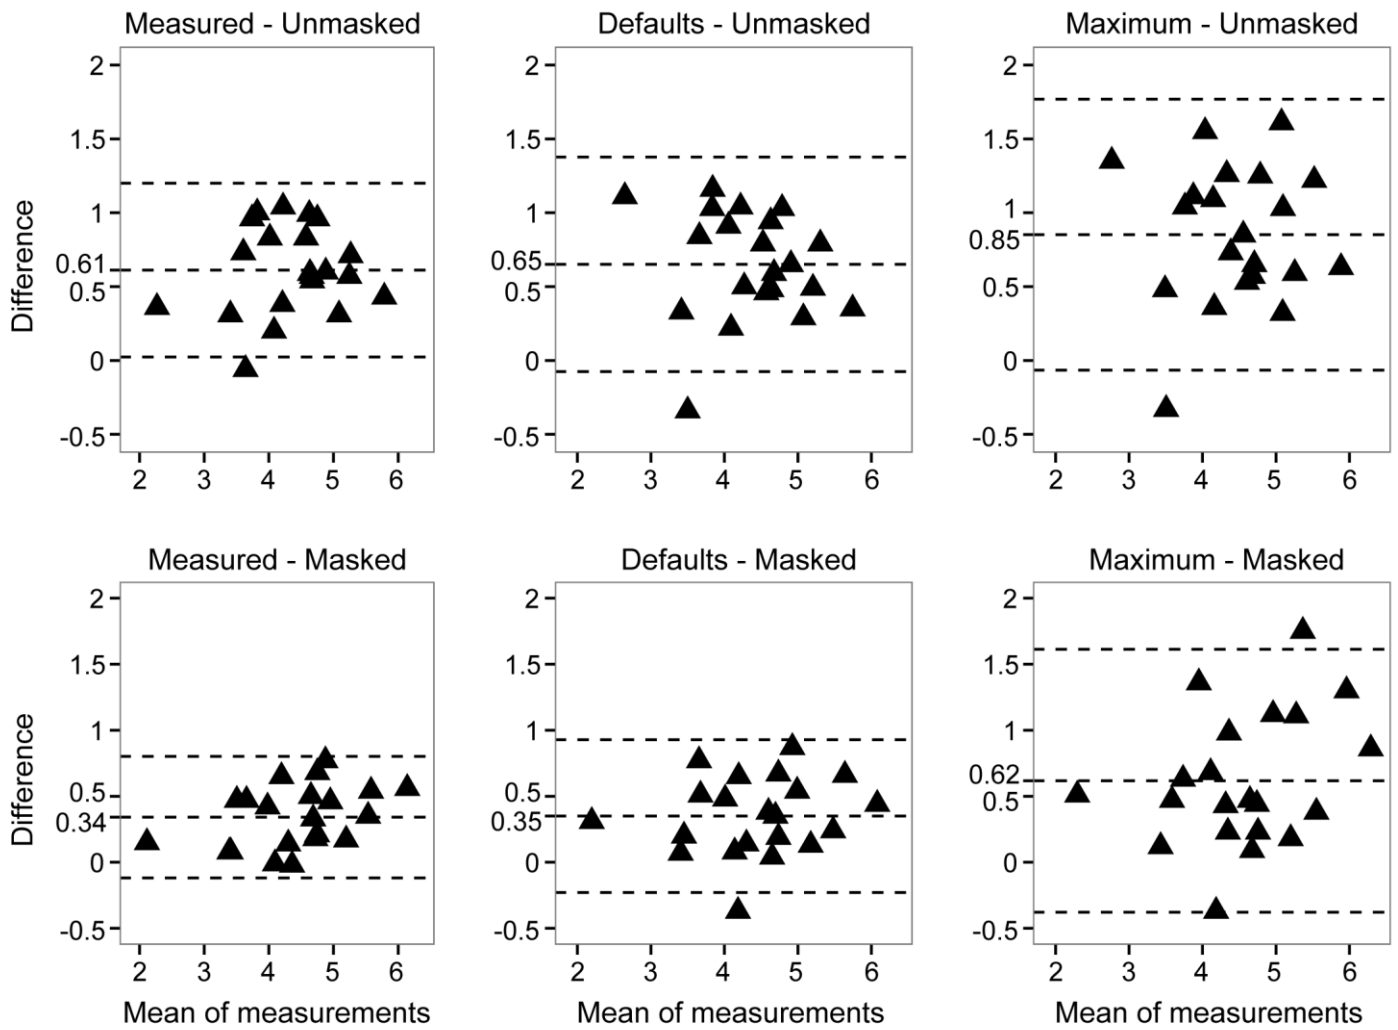 Measured - Unmasked
Defaults - Unmasked
Maximum - Unmasked
Difference
2
1.5
1
0.61
0.5
0
-0.5
2 3 4 5 6
2
1.5
1
0.65
0.5
0
-0.5
2 3 4 5 6
2
1.5
1
0.85
0.5
0
-0.5
2 3 4 5 6
Measured - Masked
Defaults - Masked
Maximum - Masked
Difference
2
1.5
1
0.5
0.34
0
-0.5
2 3 4 5 6
Mean of measurements
2
1.5
1
0.5
0.35
0
-0.5
2 3 4 5 6
Mean of measurements
2
1.5
1
0.62
0.5
0
-0.5
2 3 4 5 6
Mean of measurements